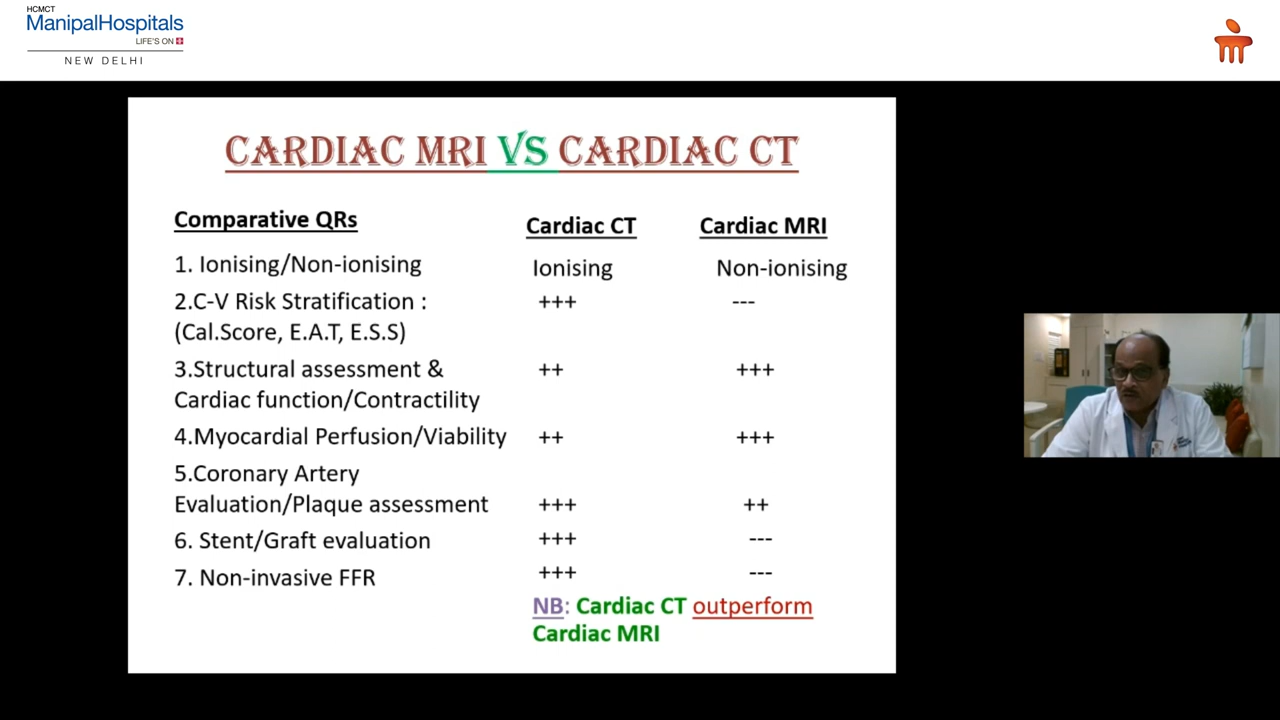 HCMCT
ManipalHospitals
LIFE'S ON
NEW DELHI
CARDIAC MRI VS CARDIAC CT
Comparative QRs Cardiac CT Cardiac MRI
1. Ionising/Non-ionising Ionising Non-ionising
2.C-V Risk Stratification : +++ ---
(Cal.Score, E.A.T, E.S.S)
3.Structural assessment & ++ +++
Cardiac function/Contractility
4.Myocardial Perfusion/Viability ++ +++
5.Coronary Artery
Evaluation/Plaque assessment +++ ++
6. Stent/Graft evaluation +++ ---
7. Non-invasive FFR +++ ---
NB: Cardiac CT outperform
Cardiac MRI